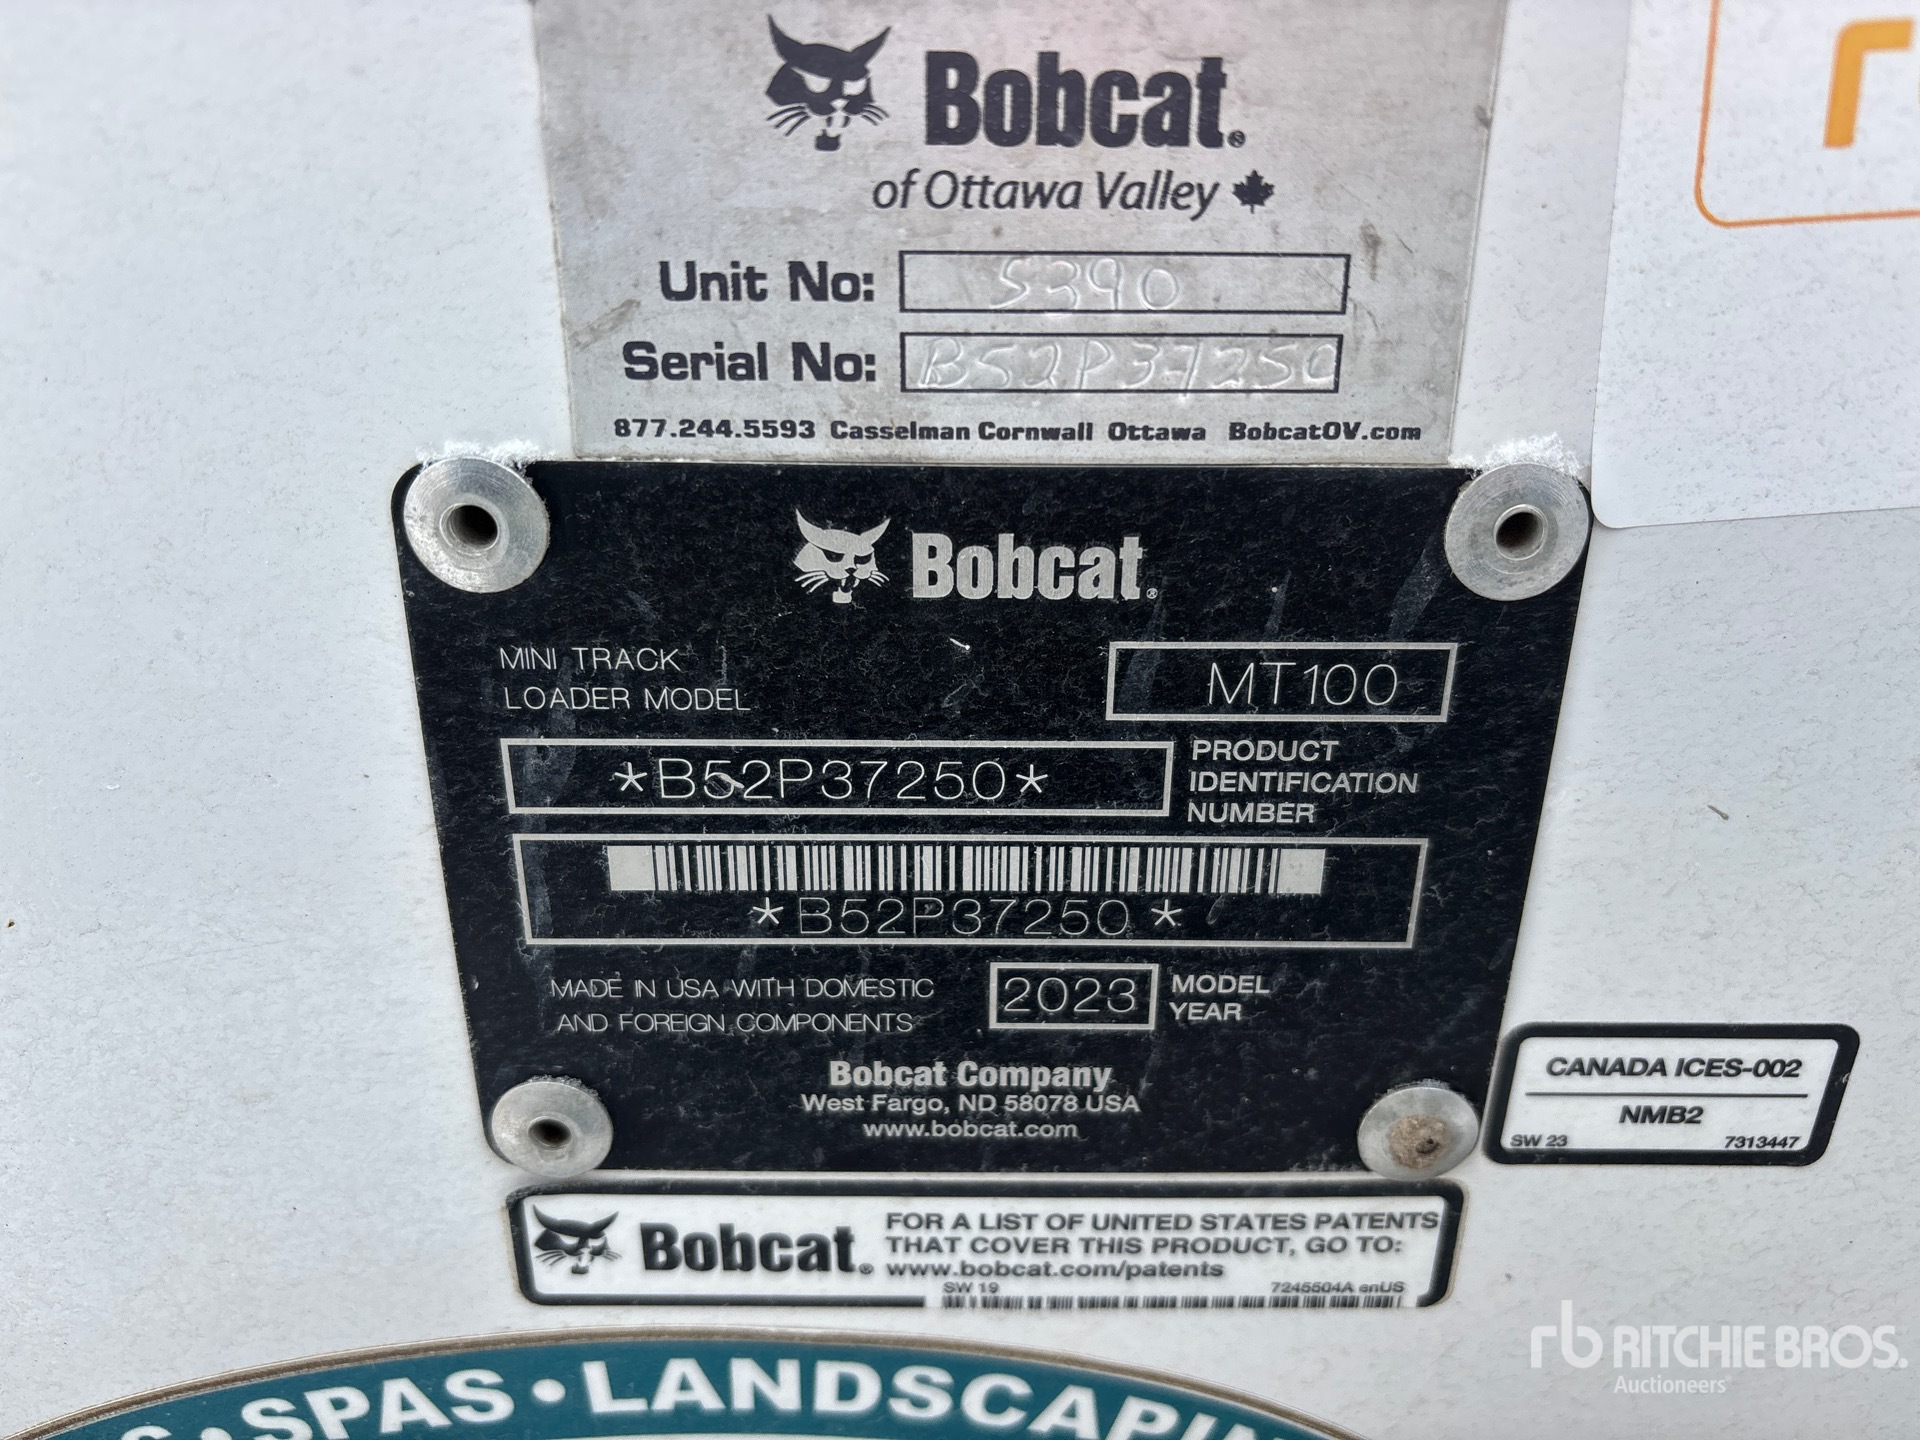 Bobcat®
of Ottawa Valley
Unit No: 5390
Serial No: B52P37250
877.244.5593 Casselman Cornwall Ottawa BobcatOV.com
Bobcat®
MINI TRACK
LOADER MODEL
MT100
*B52P37250*
PRODUCT
IDENTIFICATION
NUMBER
*B52P37250*
MADE IN USA WITH DOMESTIC
AND FOREIGN COMPONENTS
2023
MODEL
YEAR
Bobcat Company
West Fargo, ND 58078 USA
www.bobcat.com
CANADA ICES-002
NMB2
SW 23 7313447
Bobcat®
FOR A LIST OF UNITED STATES PATENTS
THAT COVER THIS PRODUCT, GO TO:
www.bobcat.com/patents
SW 19 7245504A enUS
• SPAS • LANDSCAPIN
rb RITCHIE BROS.
Auctioneers